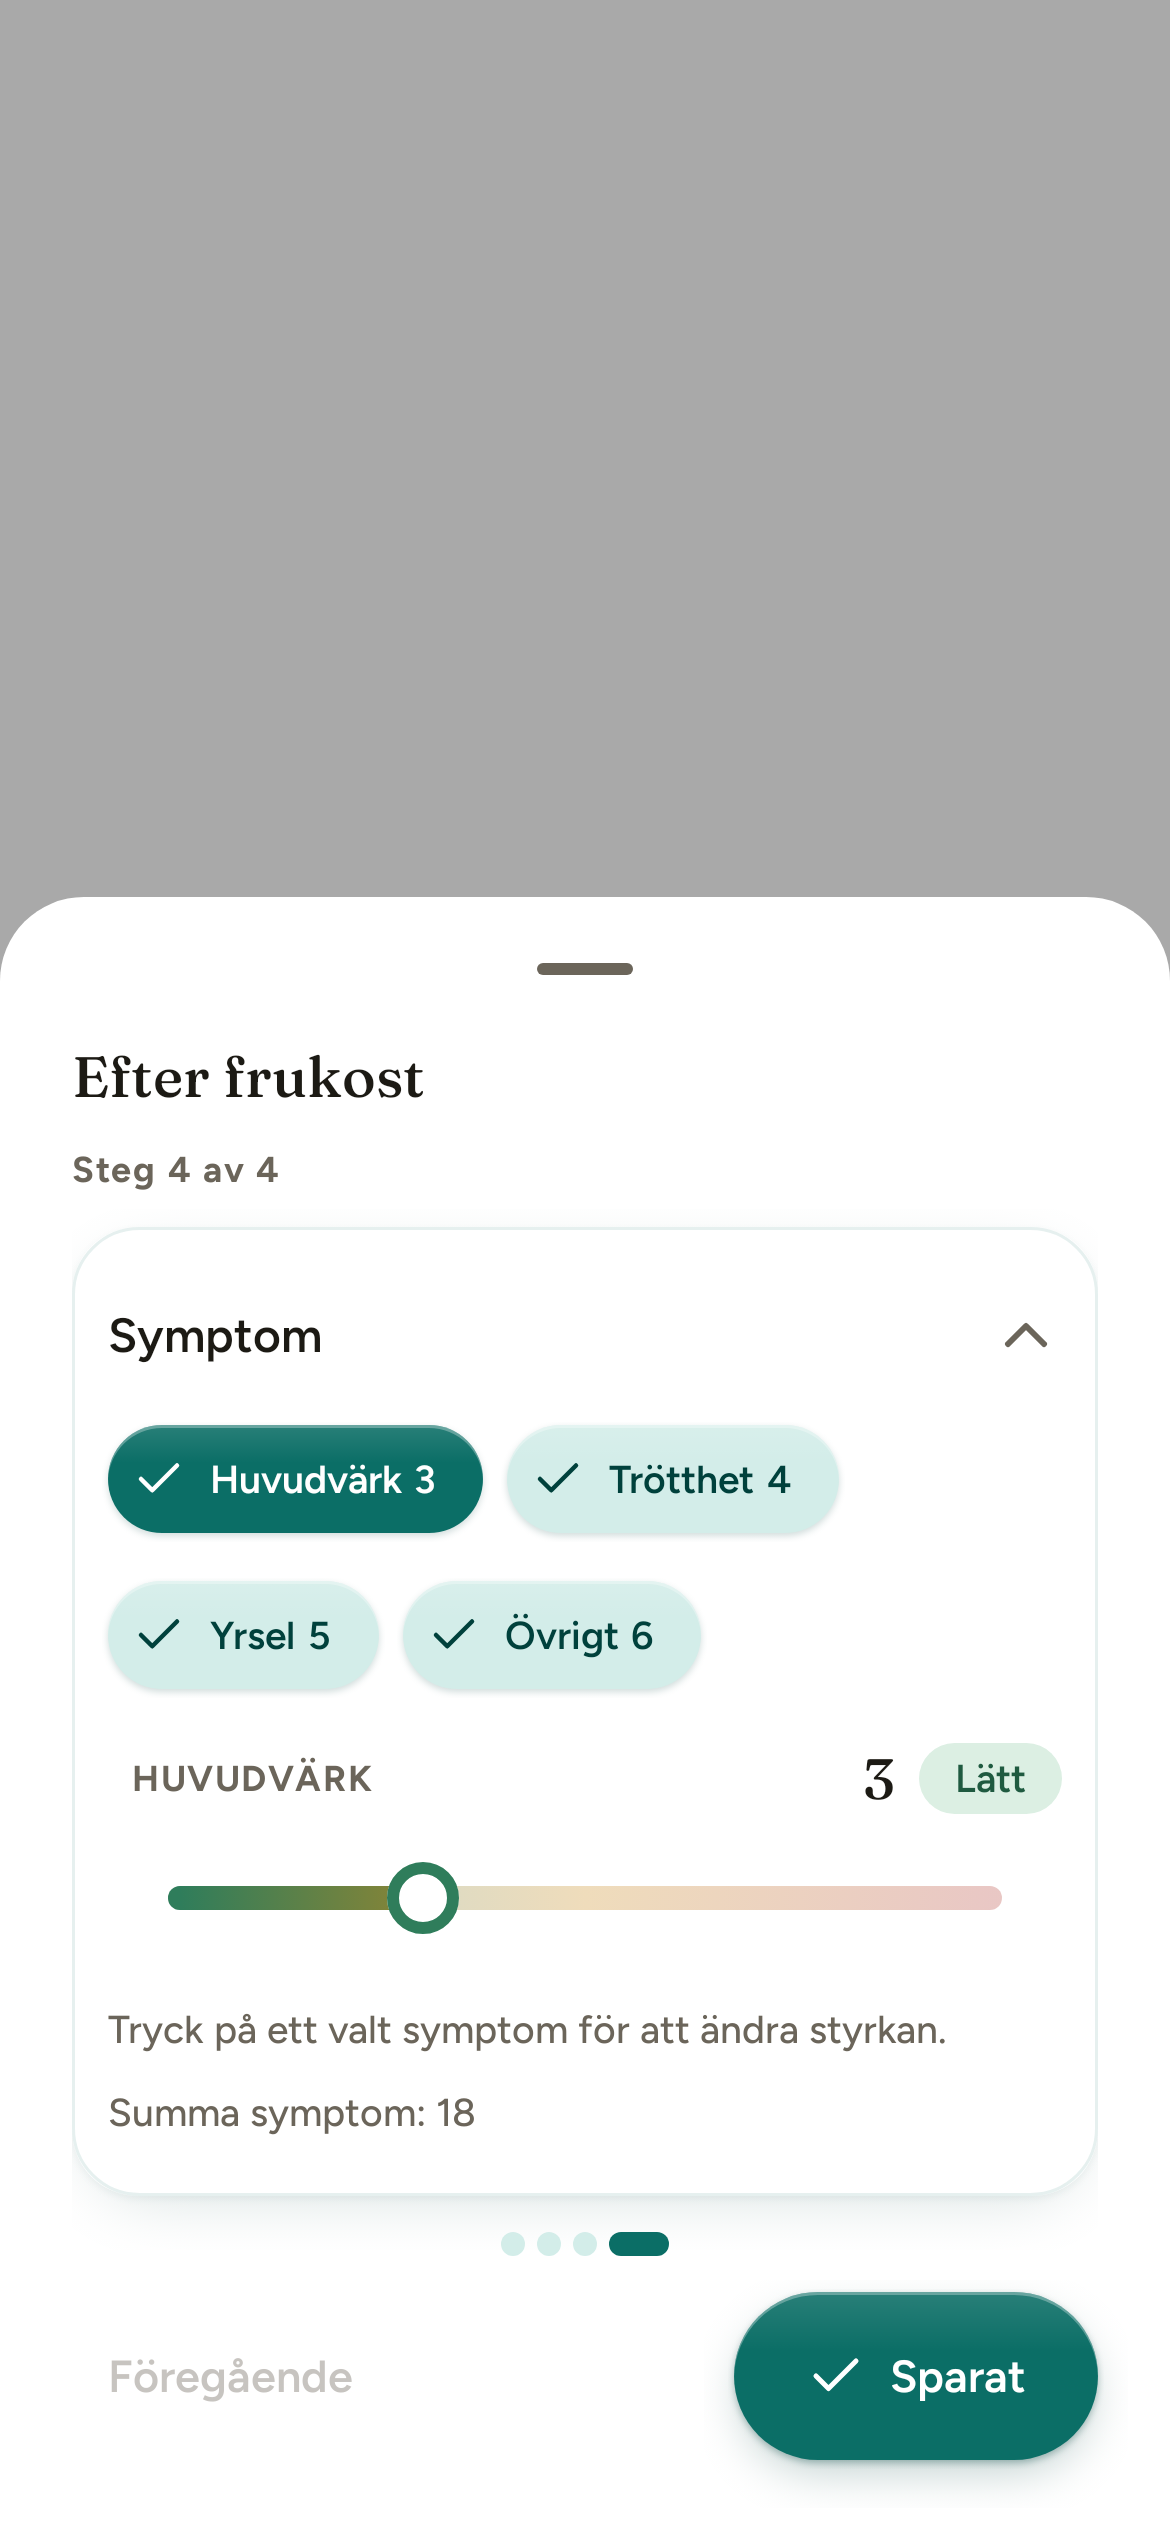 Efter frukost
Steg 4 av 4
Symptom
Huvudvärk 3
Trötthet 4
Yrsel 5
Övrigt 6
HUVUDVÄRK
3
Lätt
Tryck på ett valt symptom för att ändra styrkan.
Summa symptom: 18
Föregående
Sparat